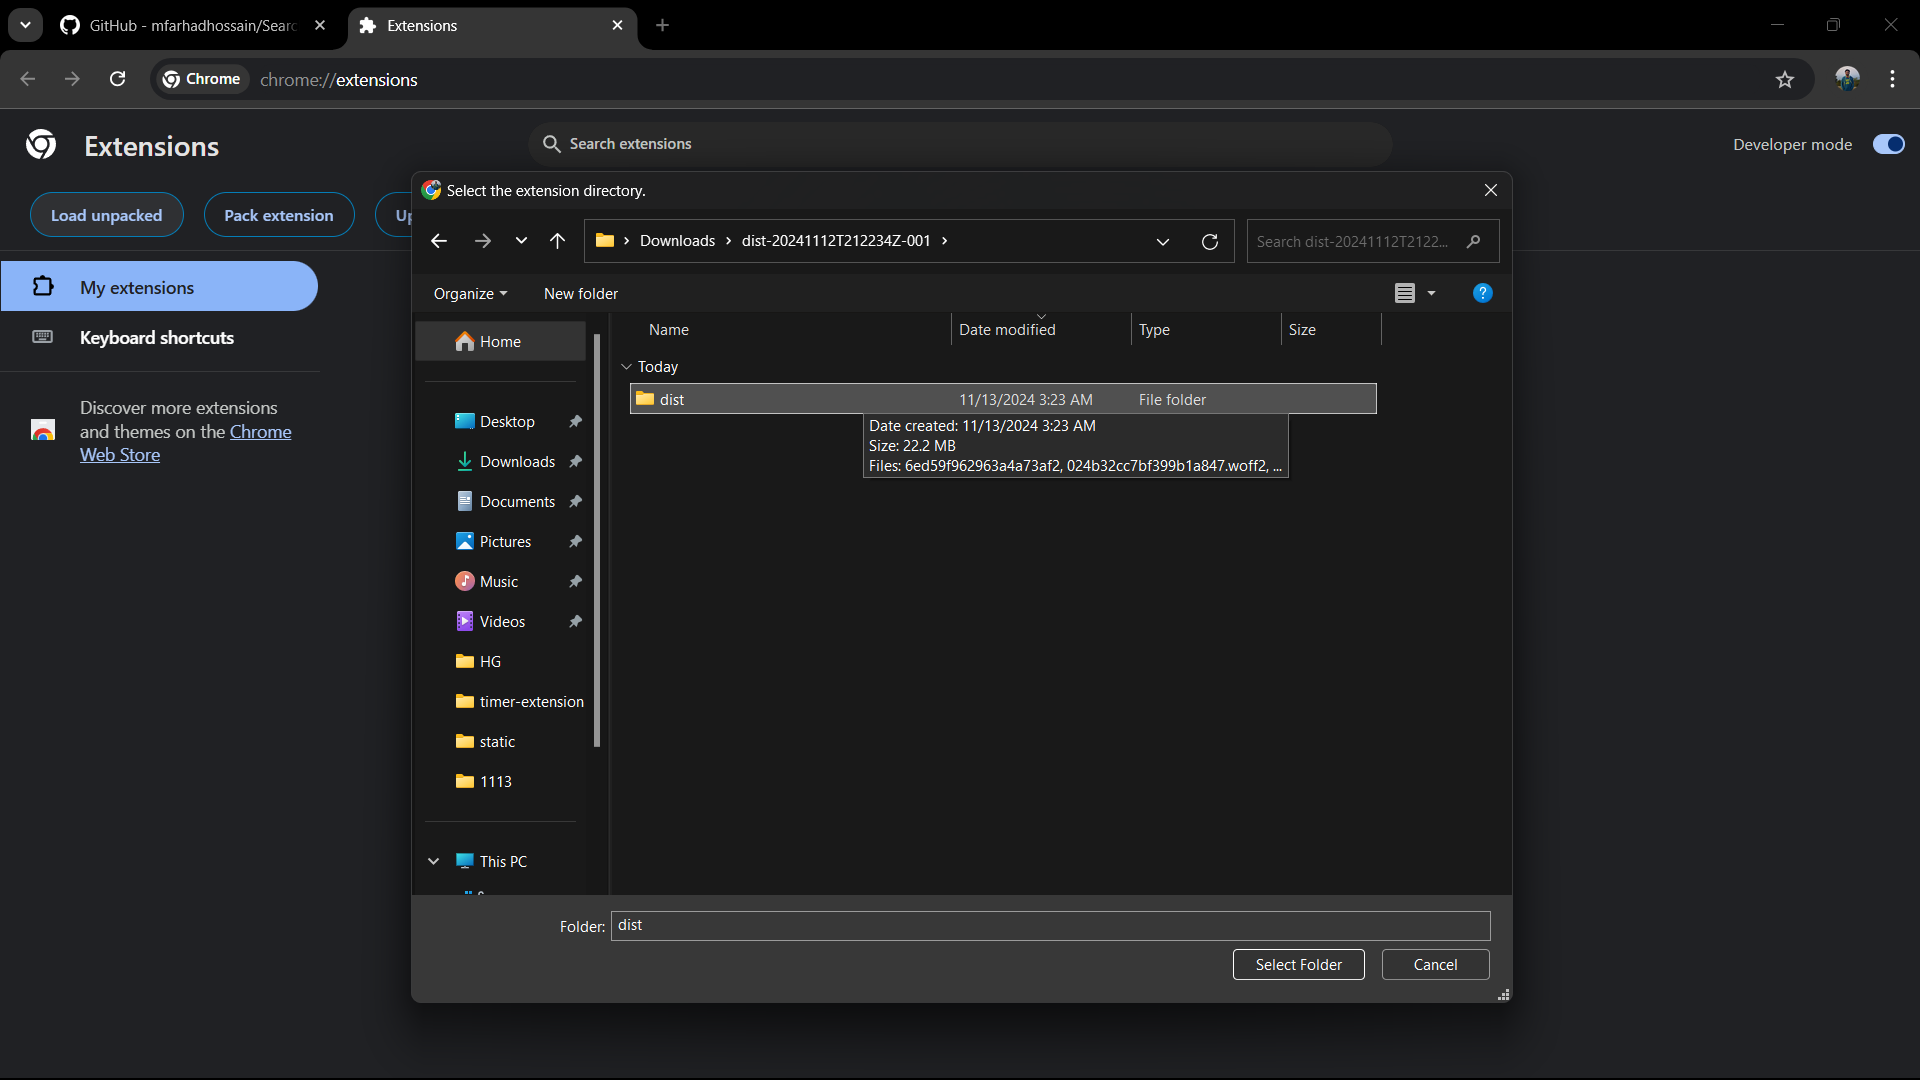 GitHub - mfarhadhossain/Searc
Extensions
Chrome
chrome://extensions
Extensions
Search extensions
Developer mode
Load unpacked
Pack extension
Up
Select the extension directory.
Downloads
dist-20241112T212234Z-001
Search dist-20241112T2122...
Organize
New folder
My extensions
Keyboard shortcuts
Discover more extensions
and themes on the Chrome
Web Store
Home
Desktop
Downloads
Documents
Pictures
Music
Videos
HG
timer-extension
static
1113
This PC
Name
Date modified
Type
Size
Today
dist
11/13/2024 3:23 AM
File folder
Date created: 11/13/2024 3:23 AM
Size: 22.2 MB
Files: 6ed59f962963a4a73af2, 024b32cc7bf399b1a847.woff2, ...
Folder:
dist
Select Folder
Cancel